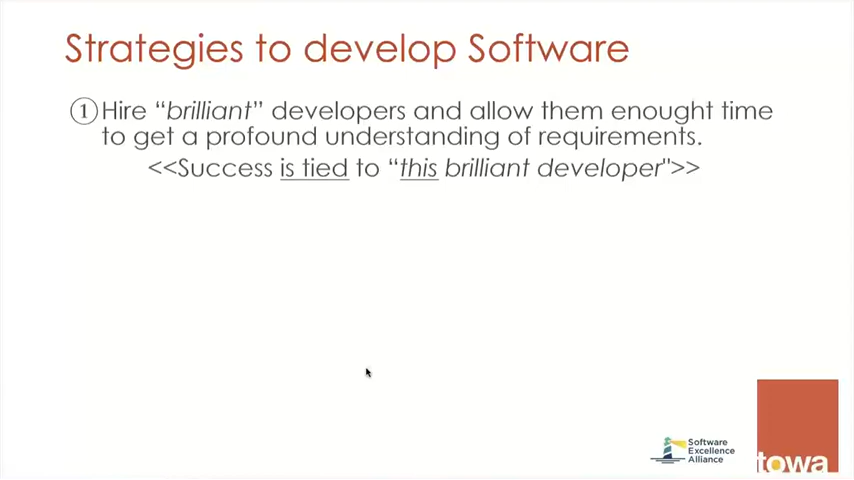 Strategies to develop Software
①Hire “brilliant” developers and allow them enought time
to get a profound understanding of requirements.
<<Success is tied to “this brilliant developer">>
Software
Excellence
Alliance
towa